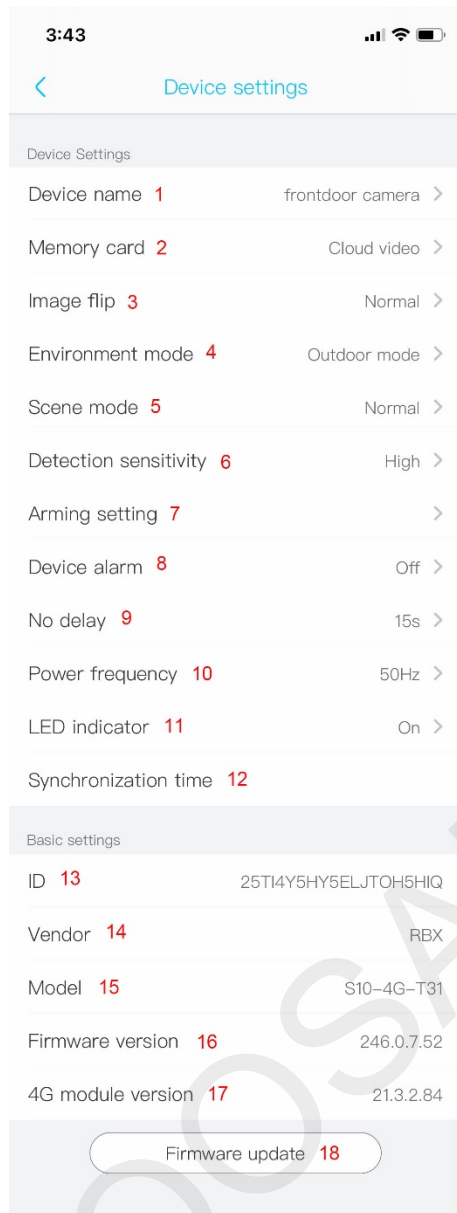 3:43
Device settings
Device Settings
Device name 1 frontdoor camera >
Memory card 2 Cloud video >
Image flip 3 Normal >
Environment mode 4 Outdoor mode >
Scene mode 5 Normal >
Detection sensitivity 6 High >
Arming setting 7 >
Device alarm 8 Off >
No delay 9 15s >
Power frequency 10 50Hz >
LED indicator 11 On >
Synchronization time 12
Basic settings
ID 13 25TI4Y5HY5ELJTOH5HIQ
Vendor 14 RBX
Model 15 S10-4G-T31
Firmware version 16 246.0.7.52
4G module version 17 21.3.2.84
Firmware update 18